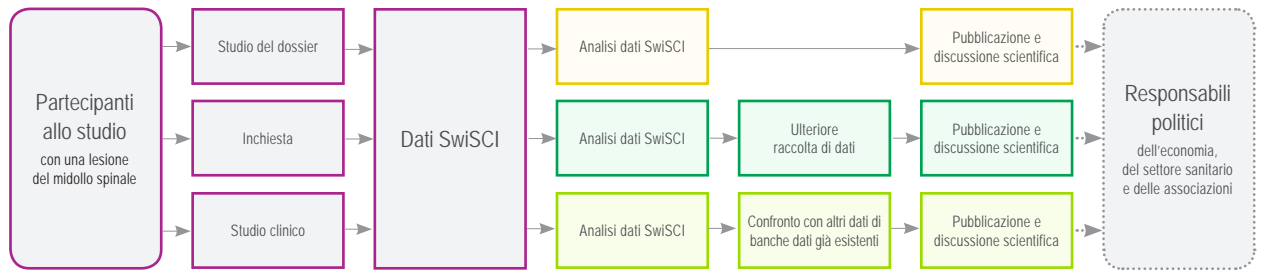 Partecipanti
allo studio
con una lesione
del midollo spinale
Studio del dossier
Inchiesta
Studio clinico
Dati SwiSCI
Analisi dati SwiSCI
Pubblicazione e
discussione scientifica
Analisi dati SwiSCI
Ulteriore
raccolta di dati
Pubblicazione e
discussione scientifica
Analisi dati SwiSCI
Confronto con altri dati di
banche dati già esistenti
Pubblicazione e
discussione scientifica
Responsabili
politici
dell'economia,
del settore sanitario
e delle associazioni